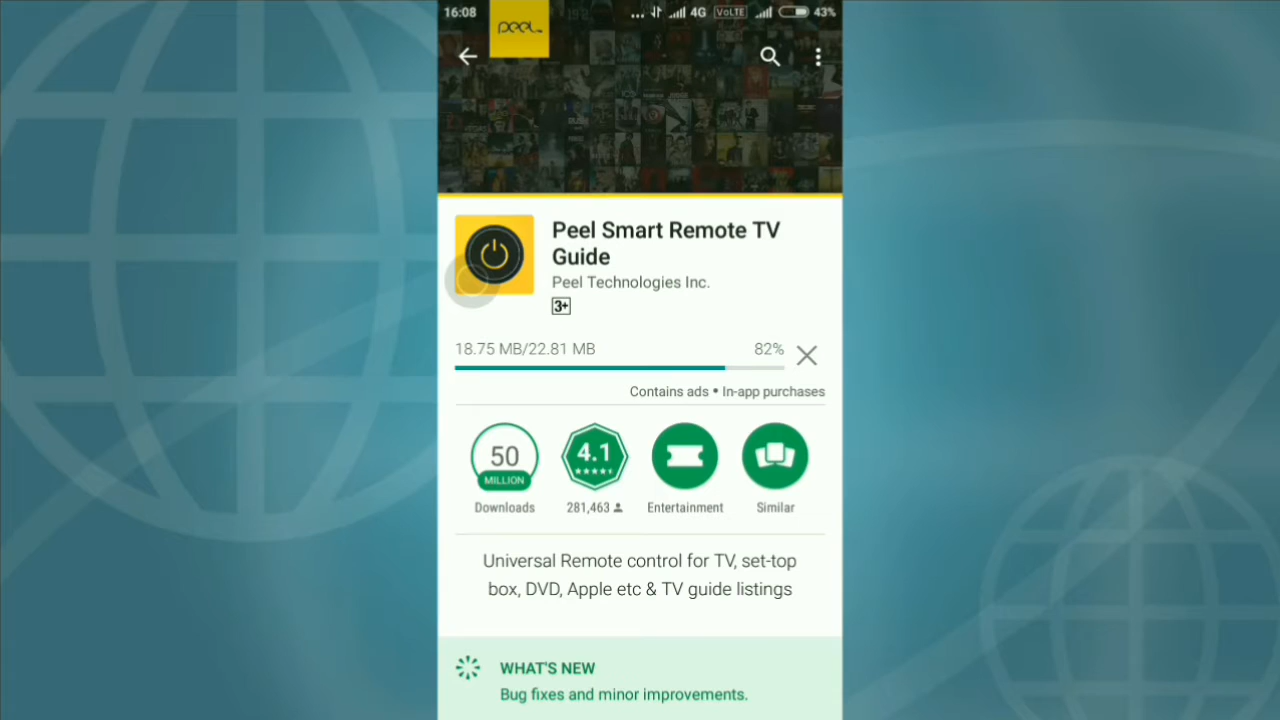 16:08
... 4G VoLTE 43%
peel
Peel Smart Remote TV
Guide
Peel Technologies Inc.
3+
18.75 MB/22.81 MB 82%
Contains ads • In-app purchases
50
MILLION
4.1
Downloads 281,463 Entertainment Similar
Universal Remote control for TV, set-top
box, DVD, Apple etc & TV guide listings
WHAT'S NEW
Bug fixes and minor improvements.